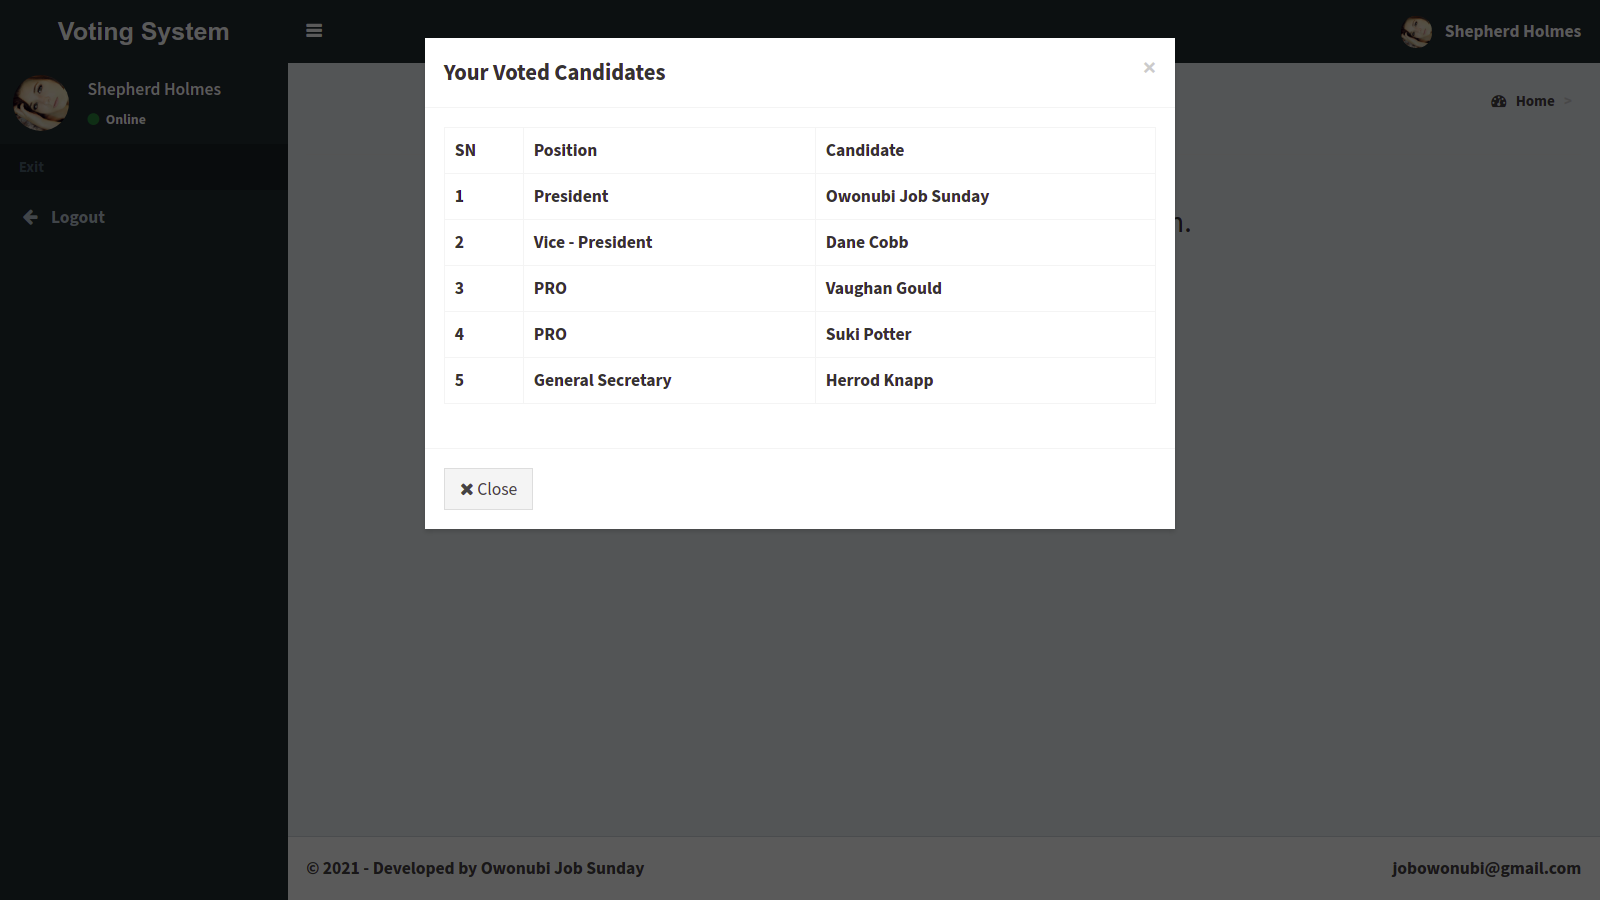 Voting System
Shepherd Holmes
Shepherd Holmes
Online
Exit
Logout
Home >
Your Voted Candidates
×
SN Position Candidate
1 President Owonubi Job Sunday
2 Vice - President Dane Cobb
3 PRO Vaughan Gould
4 PRO Suki Potter
5 General Secretary Herrod Knapp
Close
© 2021 - Developed by Owonubi Job Sunday
jobowonubi@gmail.com